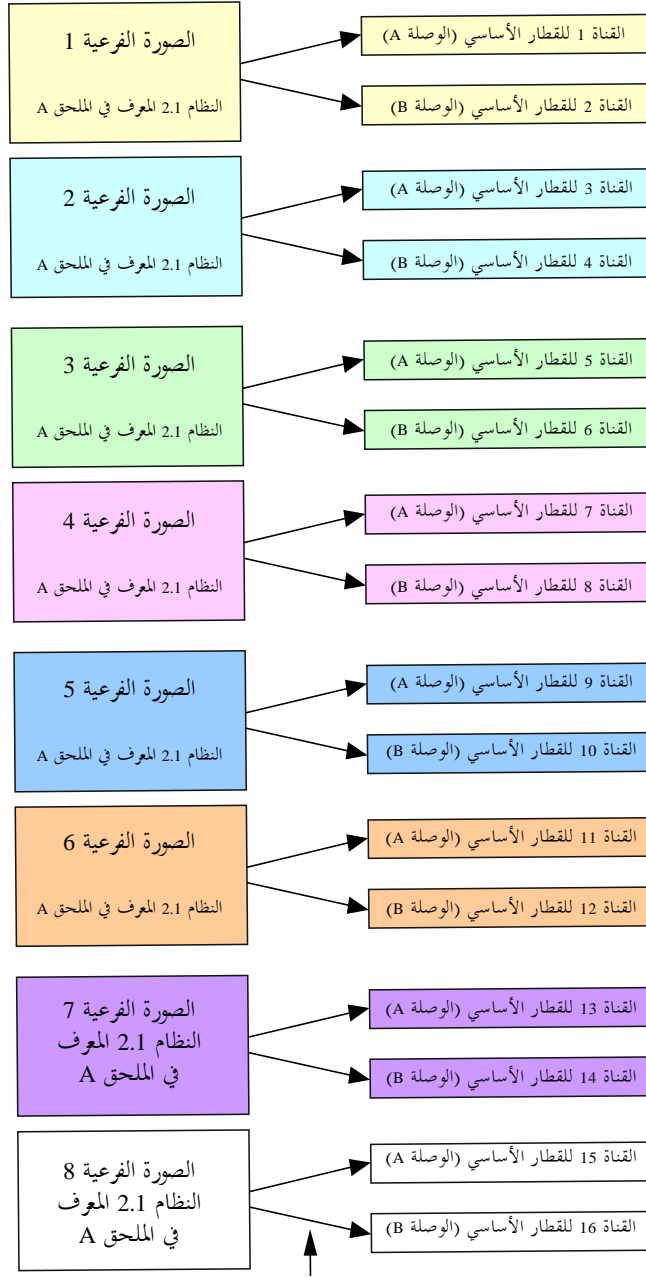 الصورة الفرعية 1
النظام 2.1 المعرف في الملحق A
القناة 1 للقطار الأساسي (الوصلة A)
القناة 2 للقطار الأساسي (الوصلة B)
الصورة الفرعية 2
النظام 2.1 المعرف في الملحق A
القناة 3 للقطار الأساسي (الوصلة A)
القناة 4 للقطار الأساسي (الوصلة B)
الصورة الفرعية 3
النظام 2.1 المعرف في الملحق A
القناة 5 للقطار الأساسي (الوصلة A)
القناة 6 للقطار الأساسي (الوصلة B)
الصورة الفرعية 4
النظام 2.1 المعرف في الملحق A
القناة 7 للقطار الأساسي (الوصلة A)
القناة 8 للقطار الأساسي (الوصلة B)
الصورة الفرعية 5
النظام 2.1 المعرف في الملحق A
القناة 9 للقطار الأساسي (الوصلة A)
القناة 10 للقطار الأساسي (الوصلة B)
الصورة الفرعية 6
النظام 2.1 المعرف في الملحق A
القناة 11 للقطار الأساسي (الوصلة A)
القناة 12 للقطار الأساسي (الوصلة B)
الصورة الفرعية 7
النظام 2.1 المعرف
في الملحق A
القناة 13 للقطار الأساسي (الوصلة A)
القناة 14 للقطار الأساسي (الوصلة B)
الصورة الفرعية 8
النظام 2.1 المعرف
في الملحق A
القناة 15 للقطار الأساسي (الوصلة A)
القناة 16 للقطار الأساسي (الوصلة B)